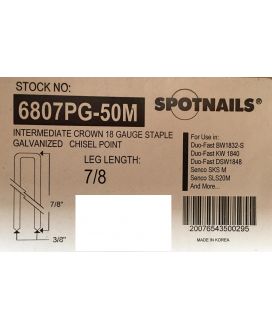 STOCK NO:
6807PG-50M
SPOTNAILS®
INTERMEDIATE CROWN 18 GAUGE STAPLE
GALVANIZED CHISEL POINT
LEG LENGTH:
7/8
7/8"
3/8"
For Use in:
Duo-Fast BW1832-S
Duo-Fast KW 1840
Duo-Fast DSW1848
Senco SKS M
Senco SLS20M
And More...
20076543500295
MADE IN KOREA